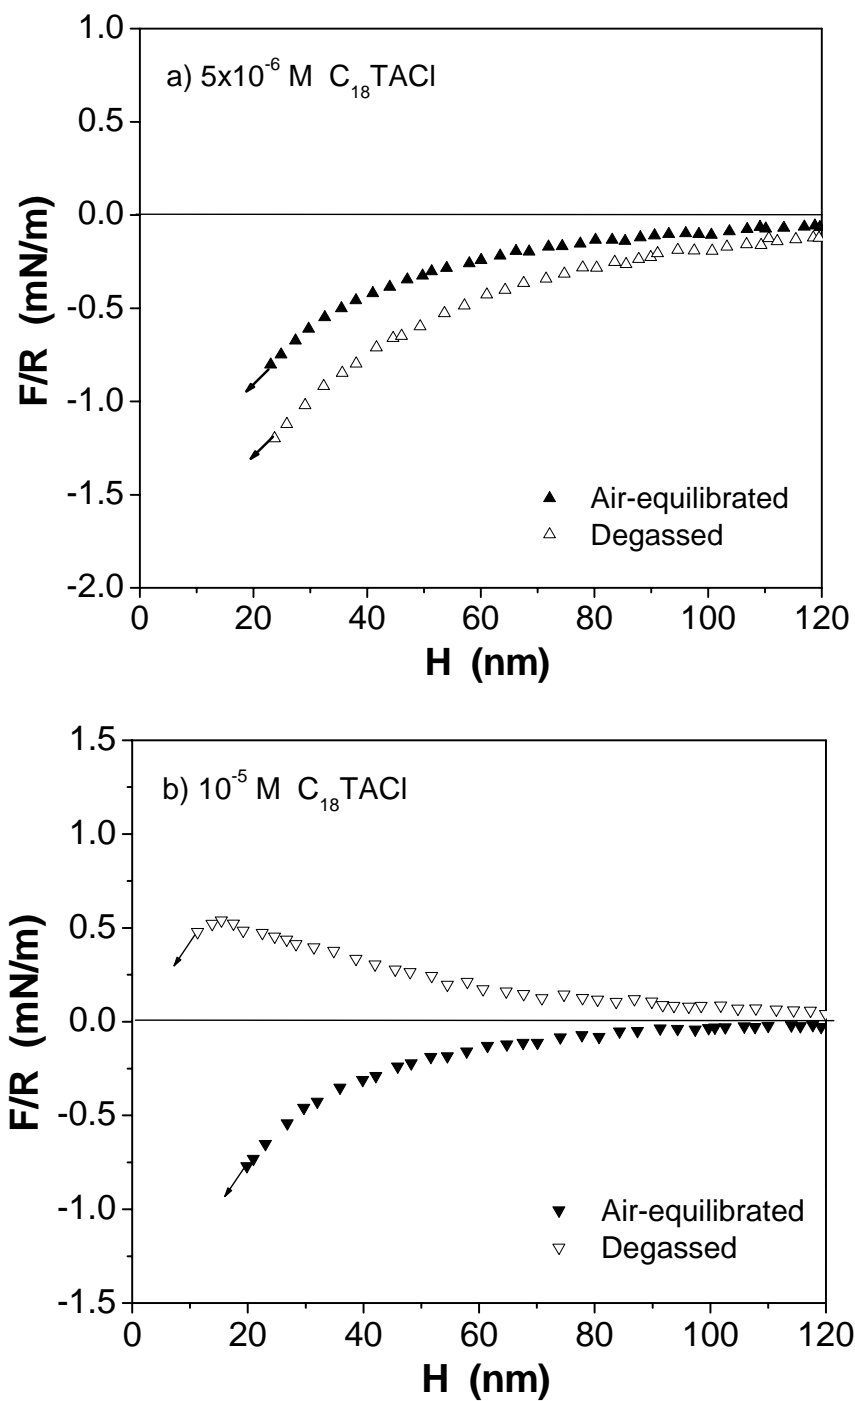 1.0
a) 5x10⁻⁶ M C₁₈TACl
0.5
0.0
-0.5
-1.0
-1.5
-2.0
F/R (mN/m)
▲ Air-equilibrated
△ Degassed
0 20 40 60 80 100 120
H (nm)
1.5
b) 10⁻⁵ M C₁₈TACl
1.0
0.5
0.0
-0.5
-1.0
-1.5
F/R (mN/m)
▼ Air-equilibrated
▽ Degassed
0 20 40 60 80 100 120
H (nm)